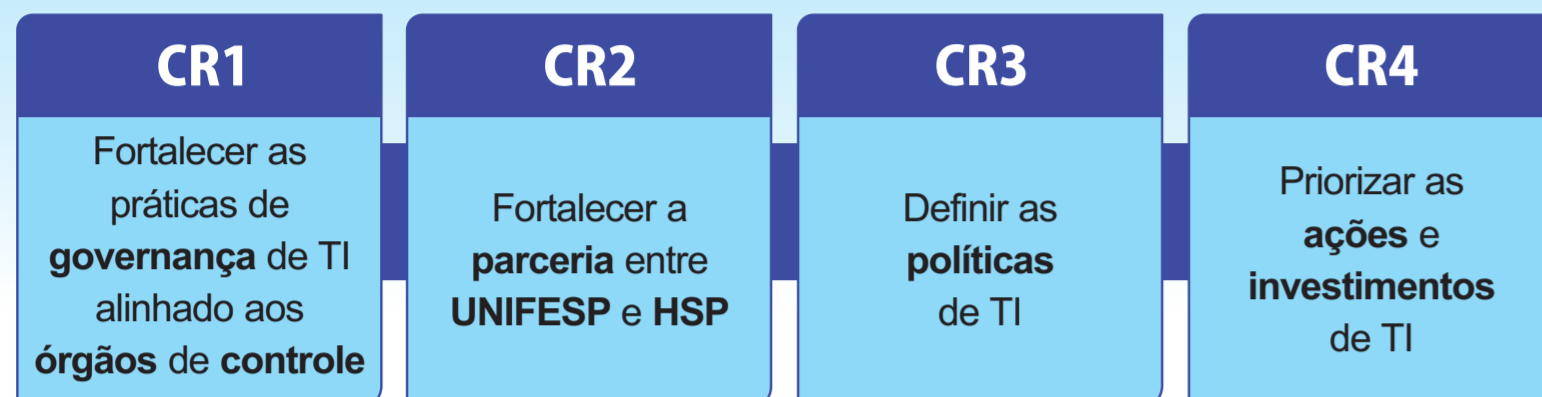 CR1
Fortalecer as
práticas de
governança de TI
alinhado aos
órgãos de controle
CR2
Fortalecer a
parceria entre
UNIFESP e HSP
CR3
Definir as
políticas
de TI
CR4
Priorizar as
ações e
investimentos
de TI